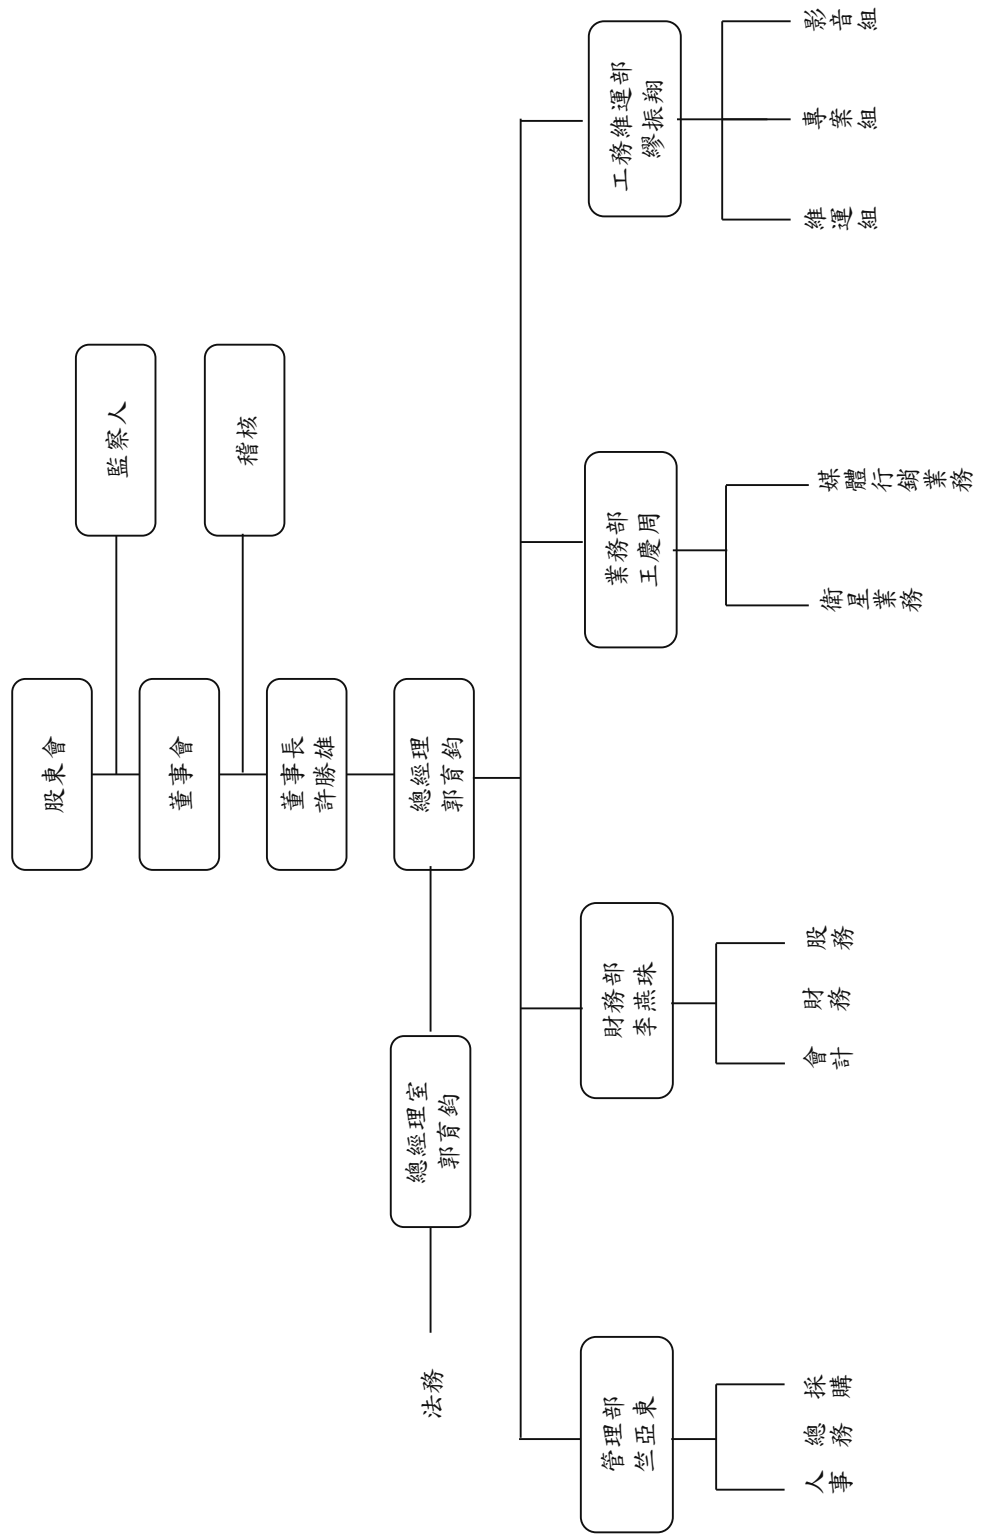 股東會
監察人
董事會
稽核
董事長
許勝雄
總經理
郭育鈞
總經理室
郭育鈞
法務
管理部
竺亞東
財務部
李燕珠
業務部
王慶周
工務維運部
繆振翔
人事
總務
採購
會計
財務
股務
衛星業務
媒體行銷業務
維運組
專案組
影音組